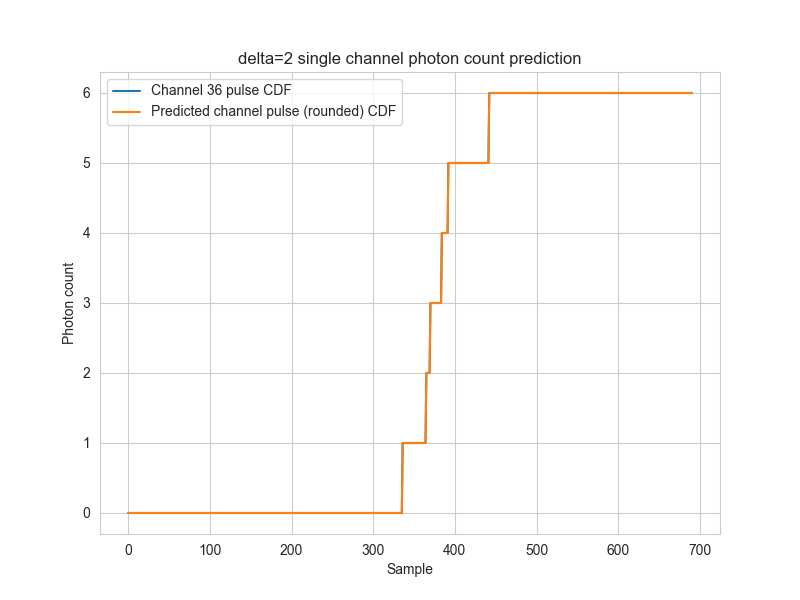 delta=2 single channel photon count prediction
Channel 36 pulse CDF
Predicted channel pulse (rounded) CDF
6
5
4
3
2
1
0
Photon count
0 100 200 300 400 500 600 700
Sample